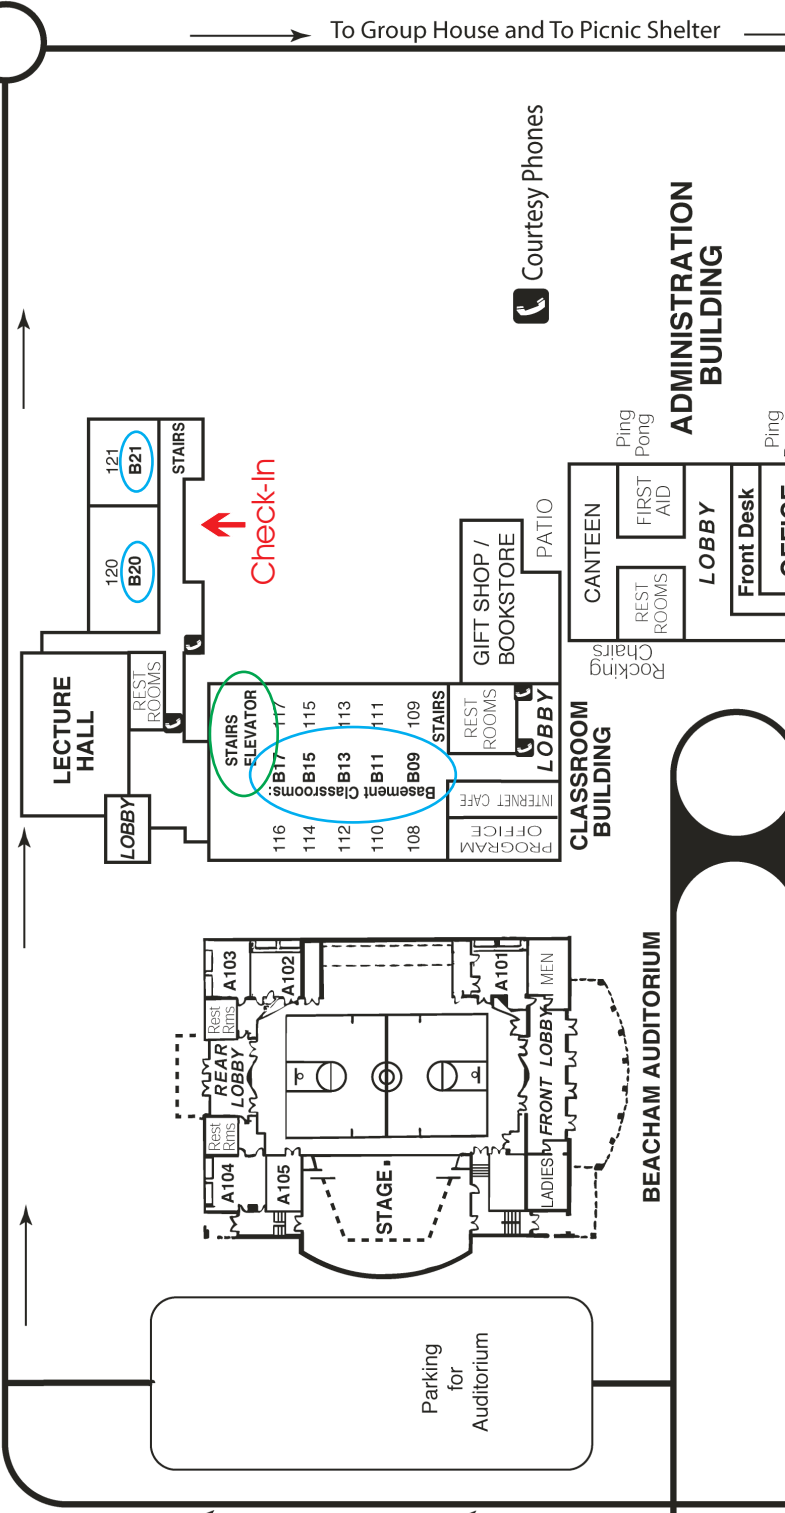 To Group House and To Picnic Shelter
Courtesy Phones
ADMINISTRATION
BUILDING
121
B21
STAIRS
120
B20
Check-In
Ping
Pong
Ping
CANTEEN
FIRST
AID
REST
ROOMS
LOBBY
Front Desk
PATIO
GIFT SHOP /
BOOKSTORE
Rocking
Chairs
LECTURE
HALL
REST
ROOMS
LOBBY
STAIRS
ELEVATOR
117
115
113
111
109
STAIRS
B17
B15
B13
B11
B09
Basement Classrooms:
116
114
112
110
108
REST
ROOMS
LOBBY
INTERNET CAFE
PROGRAM
OFFICE
CLASSROOM
BUILDING
A103
A102
A101
MEN
Rest
Rms
REAR
LOBBY
FRONT LOBBY
Rest
Rms
A104
A105
STAGE
LADIES
BEACHAM AUDITORIUM
Parking
for
Auditorium